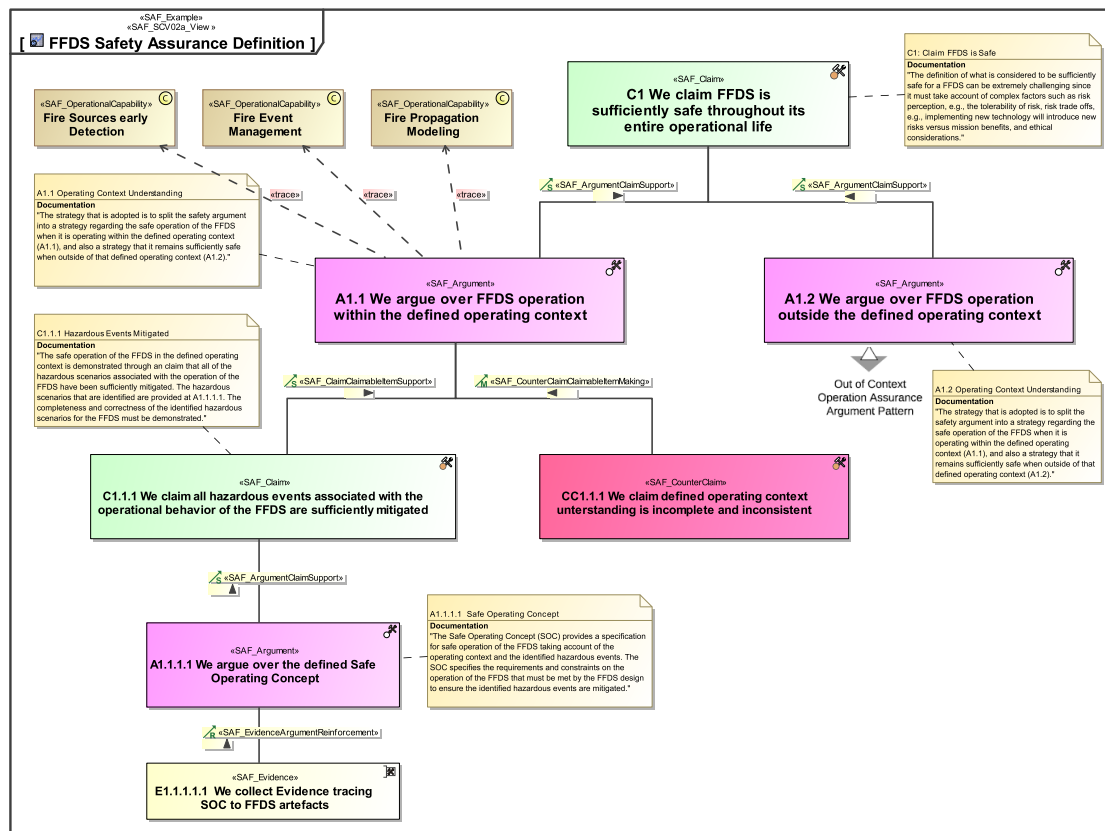 «SAF_Example»
«SAF_SCV02a_View »
[ FFDS Safety Assurance Definition ]
C1: Claim FFDS is Safe
Documentation
"The definition of what is considered to be sufficiently
safe for a FFDS can be extremely challenging since
it must take account of complex factors such as risk
perception, e.g., the tolerability of risk, risk trade offs,
e.g., implementing new technology will introduce new
risks versus mission benefits, and ethical
considerations."
«SAF_Claim»
C1 We claim FFDS is
sufficiently safe throughout its
entire operational life
«SAF_OperationalCapability»
Fire Sources early
Detection
C
«SAF_OperationalCapability»
Fire Event
Management
C
«SAF_OperationalCapability»
Fire Propagation
Modeling
C
«trace»
«trace»
«trace»
S «SAF_ArgumentClaimSupport»
S «SAF_ArgumentClaimSupport»
A1.1 Operating Context Understanding
Documentation
"The strategy that is adopted is to split the safety argument
into a strategy regarding the safe operation of the FFDS
when it is operating within the defined operating context
(A1.1), and also a strategy that it remains sufficiently safe
when outside of that defined operating context (A1.2)."
«SAF_Argument»
A1.1 We argue over FFDS operation
within the defined operating context
«SAF_Argument»
A1.2 We argue over FFDS operation
outside the defined operating context
Out of Context
Operation Assurance
Argument Pattern
C1.1.1 Hazardous Events Mitigated
Documentation
"The safe operation of the FFDS in the defined operating
context is demonstrated through an claim that all of the
hazardous scenarios associated with the operation of the
FFDS have been sufficiently mitigated. The hazardous
scenarios that are identified are provided at A1.1.1.1. The
completeness and correctness of the identified hazardous
scenarios for the FFDS must be demonstrated."
S «SAF_ClaimClaimableItemSupport»
M «SAF_CounterClaimClaimableItemMaking»
A1.2 Operating Context Understanding
Documentation
"The strategy that is adopted is to split the
safety argument into a strategy regarding the
safe operation of the FFDS when it is
operating within the defined operating
context (A1.1), and also a strategy that it
remains sufficiently safe when outside of that
defined operating context (A1.2)."
«SAF_Claim»
C1.1.1 We claim all hazardous events associated with the
operational behavior of the FFDS are sufficiently mitigated
«SAF_CounterClaim»
CC1.1.1 We claim defined operating context
unterstanding is incomplete and inconsistent
S «SAF_ArgumentClaimSupport»
«SAF_Argument»
A1.1.1.1 We argue over the defined Safe
Operating Concept
A1.1.1.1 Safe Operating Concept
Documentation
"The Safe Operating Concept (SOC) provides a specification
for safe operation of the FFDS taking account of the
operating context and the identified hazardous events. The
SOC specifies the requirements and constraints on the
operation of the FFDS that must be met by the FFDS design
to ensure the identified hazardous events are mitigated."
R «SAF_EvidenceArgumentReinforcement»
«SAF_Evidence»
E1.1.1.1.1 We collect Evidence tracing
SOC to FFDS artefacts